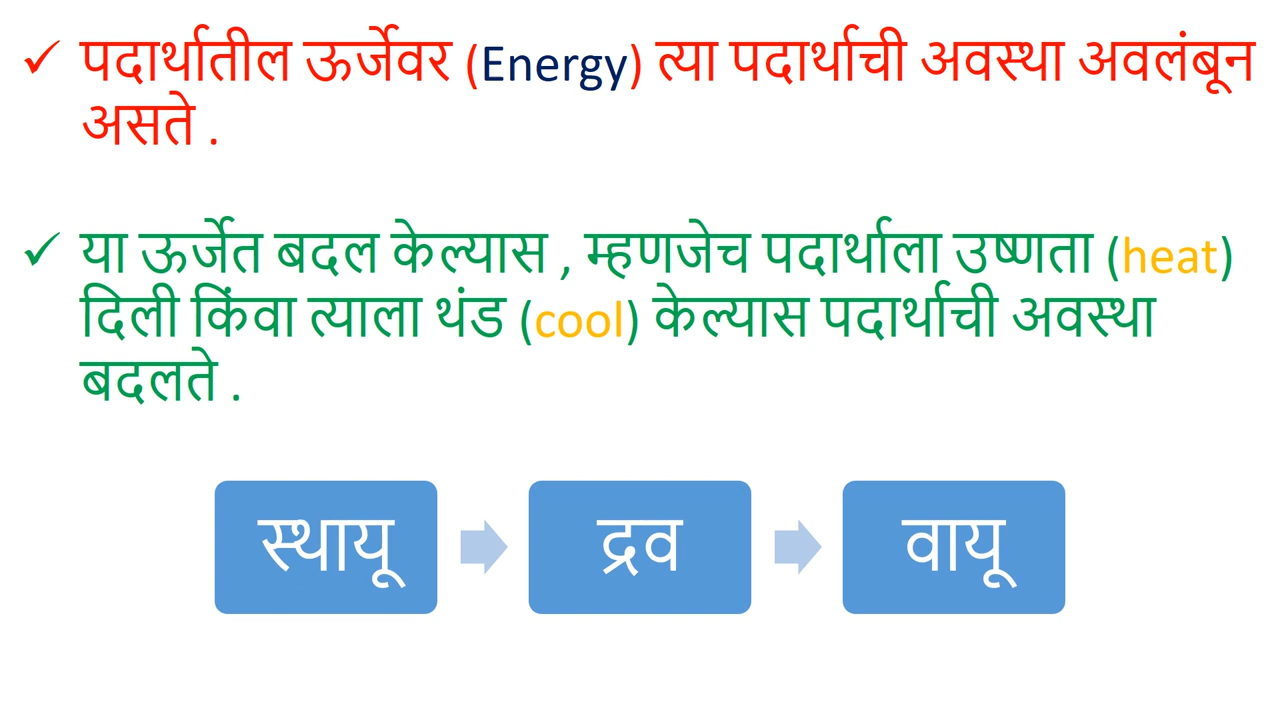 ✓ पदार्थातील ऊर्जेवर (Energy) त्या पदार्थाची अवस्था अवलंबून
असते .
✓ या ऊर्जेत बदल केल्यास , म्हणजेच पदार्थाला उष्णता (heat)
दिली किंवा त्याला थंड (cool) केल्यास पदार्थाची अवस्था
बदलते .
स्थायू
द्रव
वायू